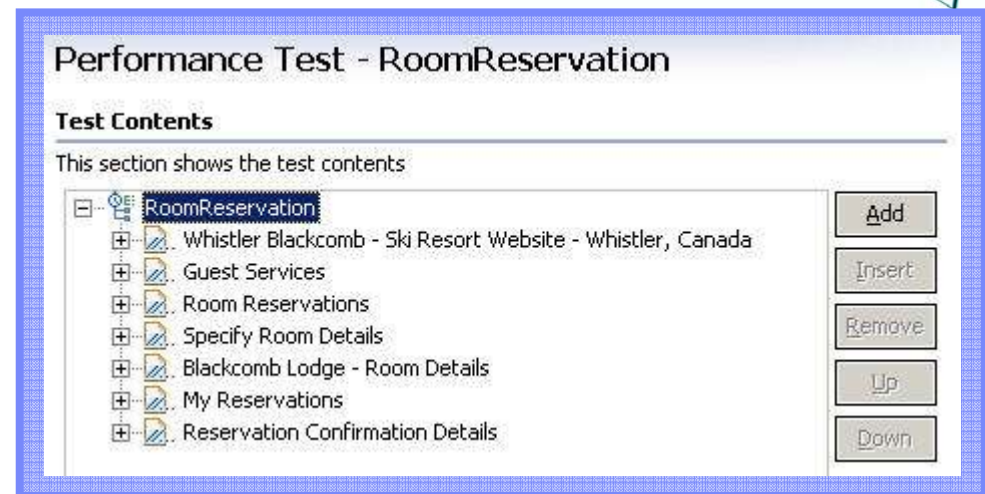 Performance Test - RoomReservation
Test Contents
This section shows the test contents
RoomReservation
Whistler Blackcomb - Ski Resort Website - Whistler, Canada
Guest Services
Room Reservations
Specify Room Details
Blackcomb Lodge - Room Details
My Reservations
Reservation Confirmation Details
Add
Insert
Remove
Up
Down